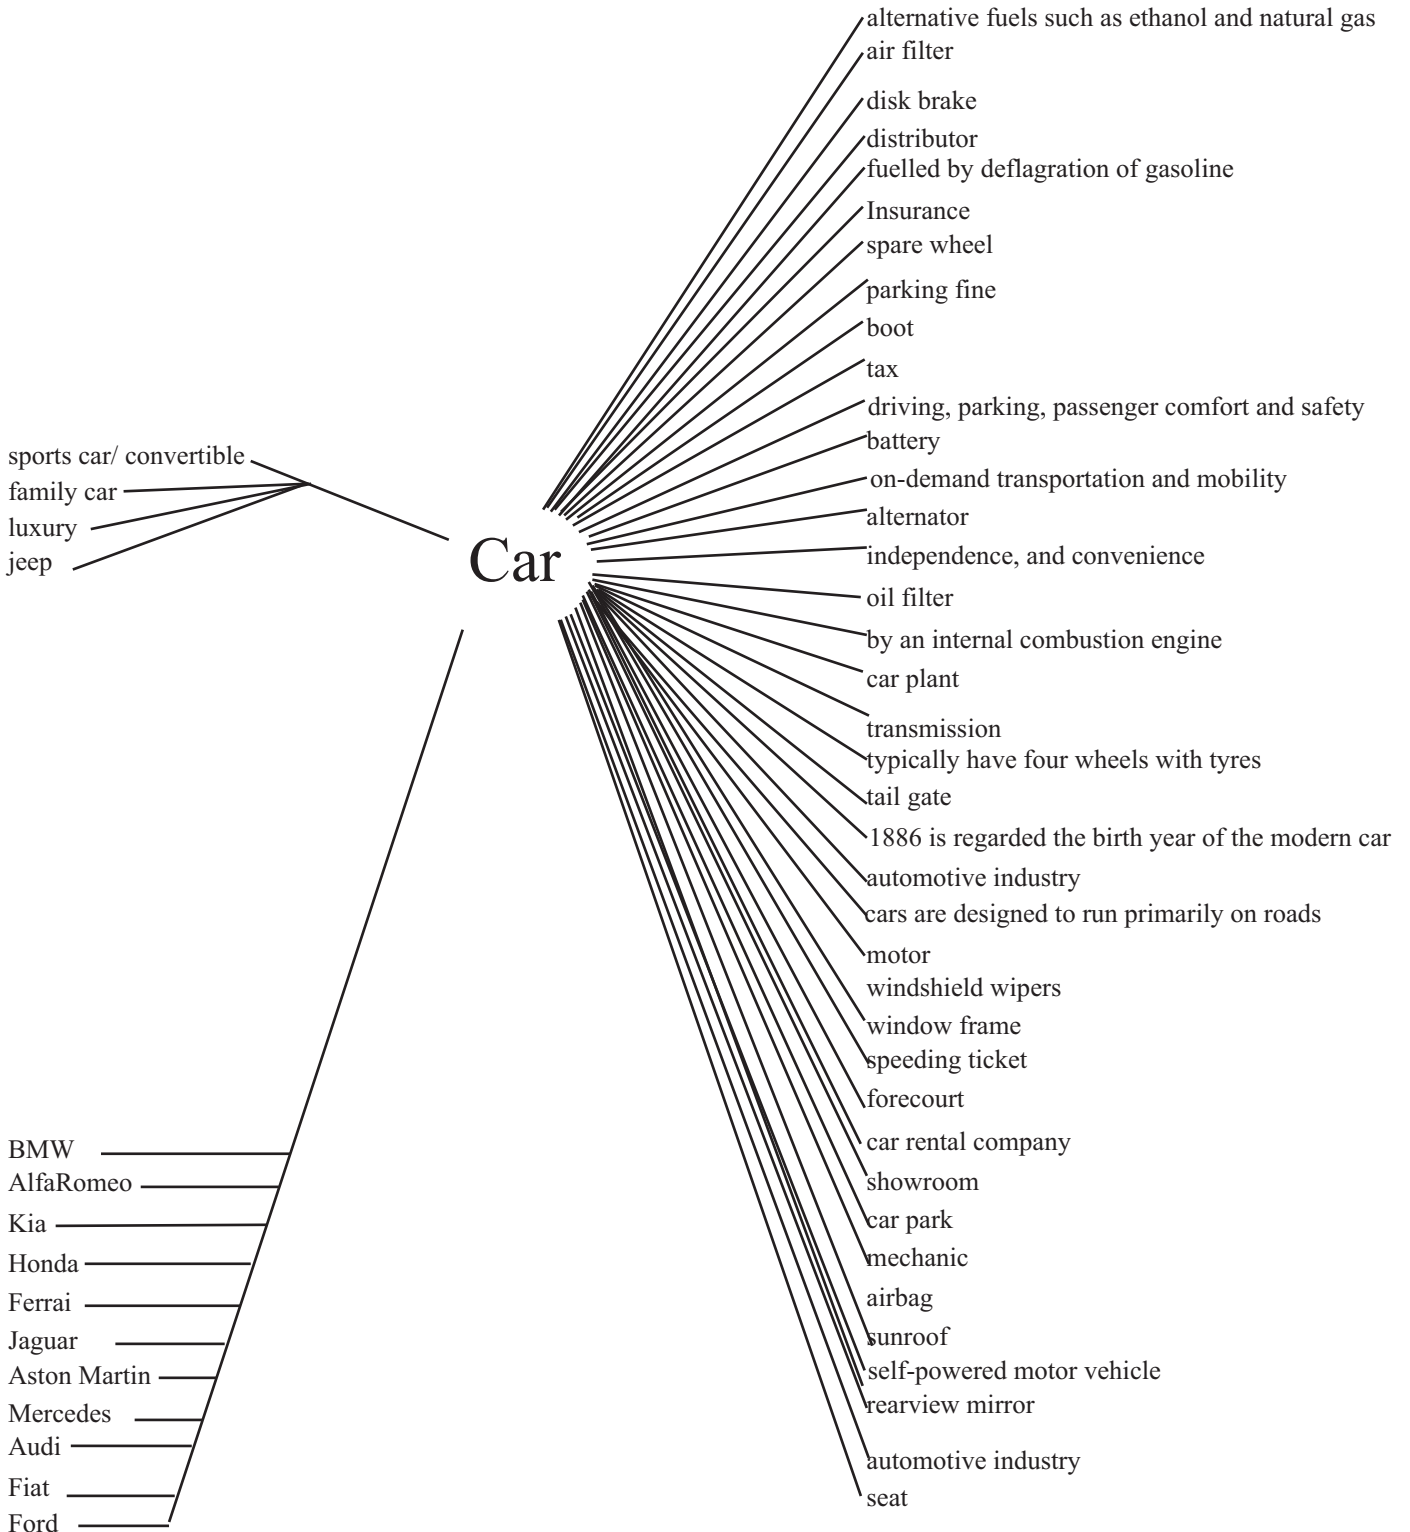 alternative fuels such as ethanol and natural gas
air filter
disk brake
distributor
fuelled by deflagration of gasoline
Insurance
spare wheel
parking fine
boot
tax
driving, parking, passenger comfort and safety
battery
on-demand transportation and mobility
alternator
independence, and convenience
oil filter
by an internal combustion engine
car plant
transmission
typically have four wheels with tyres
tail gate
1886 is regarded the birth year of the modern car
automotive industry
cars are designed to run primarily on roads
motor
windshield wipers
window frame
speeding ticket
forecourt
car rental company
showroom
car park
mechanic
airbag
sunroof
self-powered motor vehicle
rearview mirror
automotive industry
seat
Car
sports car/ convertible
family car
luxury
jeep
BMW
AlfaRomeo
Kia
Honda
Ferrai
Jaguar
Aston Martin
Mercedes
Audi
Fiat
Ford